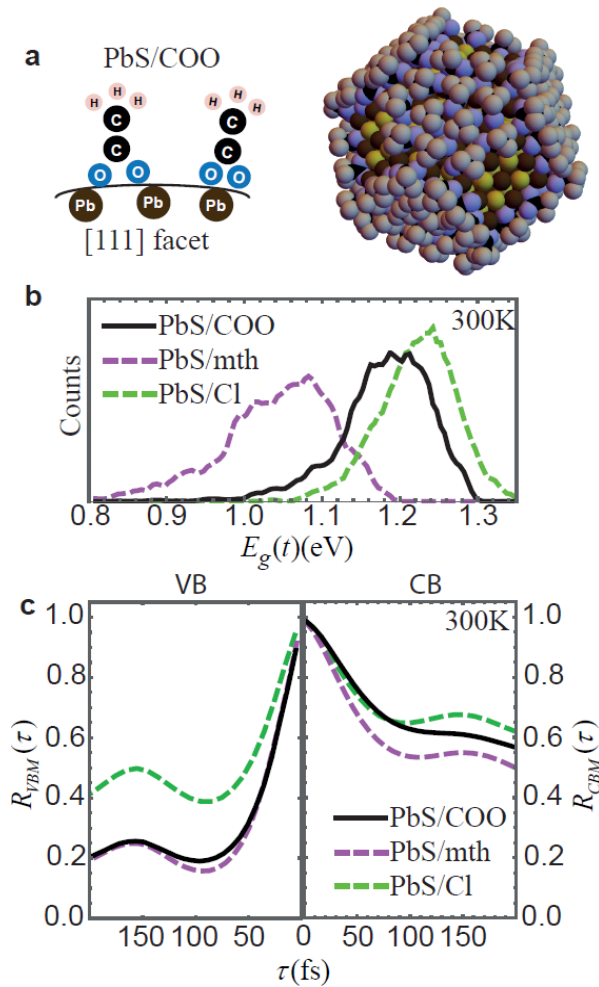 a
PbS/COO
H H H H H H
C C
C C
O O O O
Pb Pb Pb
[111] facet
b
PbS/COO
PbS/mth
PbS/Cl
300K
Counts
0.8 0.9 1.0 1.1 1.2 1.3
E_g(t)(eV)
VB CB
c
300K
1.0 0.8 0.6 0.4 0.2 0.0
R_VBM(τ)
1.0 0.8 0.6 0.4 0.2 0.0
R_CBM(τ)
PbS/COO
PbS/mth
PbS/Cl
150 100 50 0 50 100 150
τ(fs)